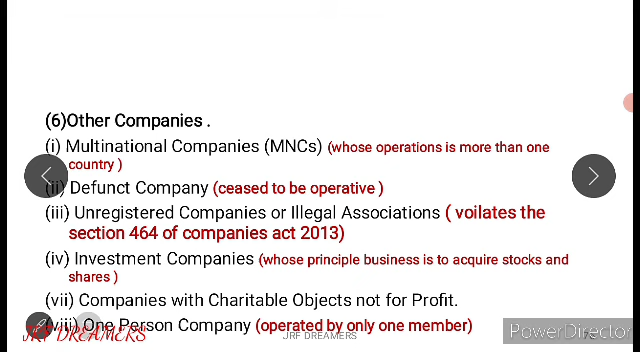 (6)Other Companies .
(i) Multinational Companies (MNCs) (whose operations is more than one
country )
(ii) Defunct Company (ceased to be operative )
(iii) Unregistered Companies or Illegal Associations ( voilates the
section 464 of companies act 2013)
(iv) Investment Companies (whose principle business is to acquire stocks and
shares )
(vii) Companies with Charitable Objects not for Profit.
(viii) One Person Company (operated by only one member)
JRF DREAMERS
JRF DREAMERS
PowerDirector